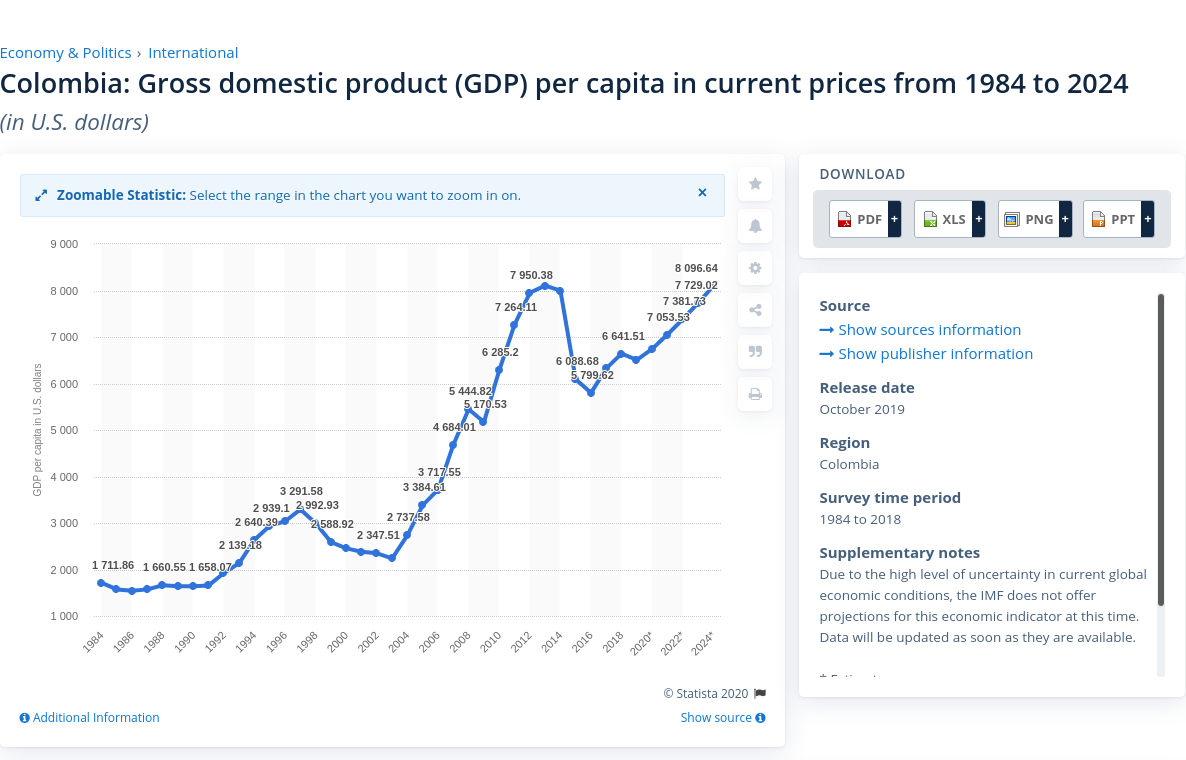 Economy & Politics › International
Colombia: Gross domestic product (GDP) per capita in current prices from 1984 to 2024
(in U.S. dollars)
Zoomable Statistic: Select the range in the chart you want to zoom in on.
×
9 000
8 000
7 000
6 000
5 000
4 000
3 000
2 000
1 000
GDP per capita in U.S. dollars
1 711.86
1 660.55
1 658.07
2 139.18
2 640.39
2 939.1
3 291.58
2 992.93
2 588.92
2 347.51
2 737.58
3 384.61
3 717.55
4 684.01
5 444.82
5 170.53
6 285.2
7 264.11
7 950.38
6 088.68
5 799.62
6 641.51
7 053.53
7 381.73
7 729.02
8 096.64
1984
1986
1988
1990
1992
1994
1996
1998
2000
2002
2004
2006
2008
2010
2012
2014
2016
2018
2020*
2022*
2024*
© Statista 2020
Additional Information
Show source
DOWNLOAD
PDF +
XLS +
PNG +
PPT +
Source
Show sources information
Show publisher information
Release date
October 2019
Region
Colombia
Survey time period
1984 to 2018
Supplementary notes
Due to the high level of uncertainty in current global
economic conditions, the IMF does not offer
projections for this economic indicator at this time.
Data will be updated as soon as they are available.